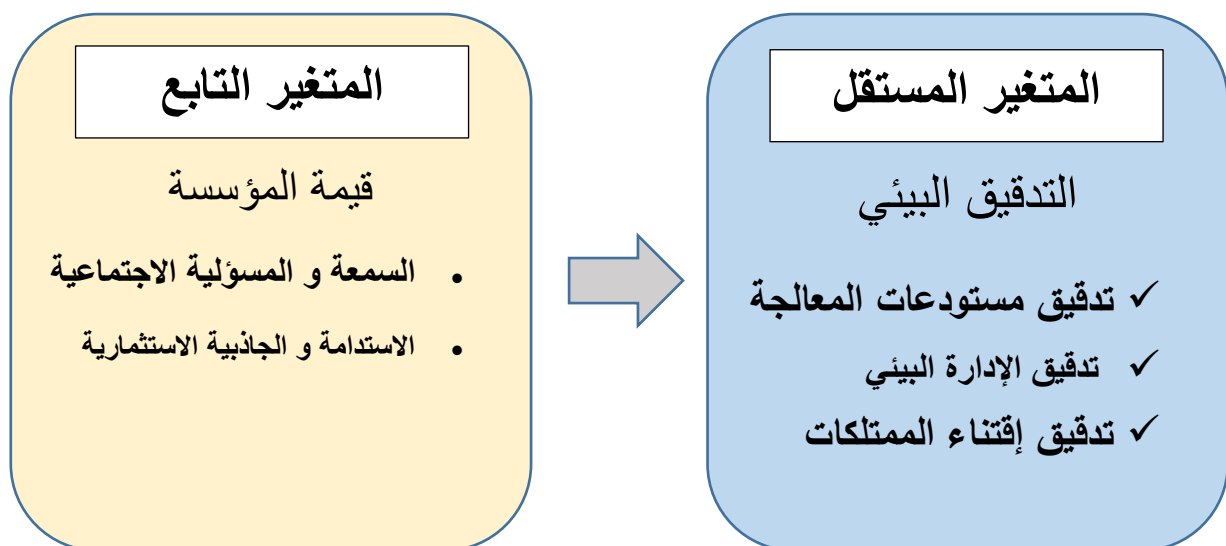 المتغير المستقل
التدقيق البيئي
✓ تدقيق مستودعات المعالجة
✓ تدقيق الإدارة البيئي
✓ تدقيق إقتناء الممتلكات
المتغير التابع
قيمة المؤسسة
• السمعة و المسؤلية الاجتماعية
• الاستدامة و الجاذبية الاستثمارية